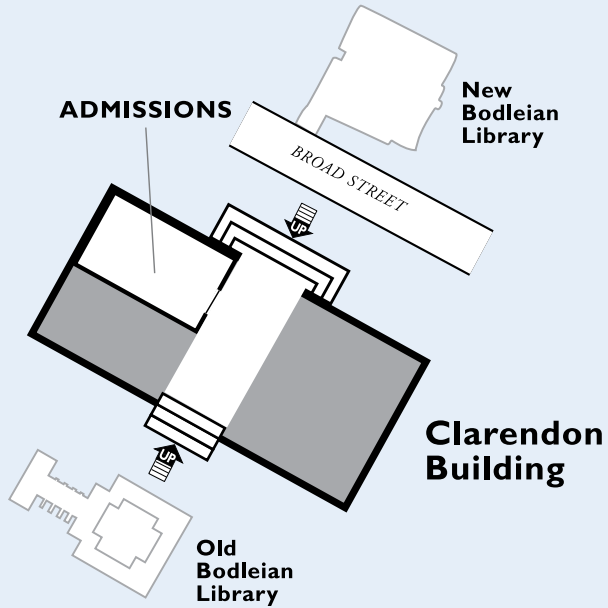 New
Bodleian
Library
ADMISSIONS
BROAD STREET
UP
Clarendon
Building
UP
Old
Bodleian
Library